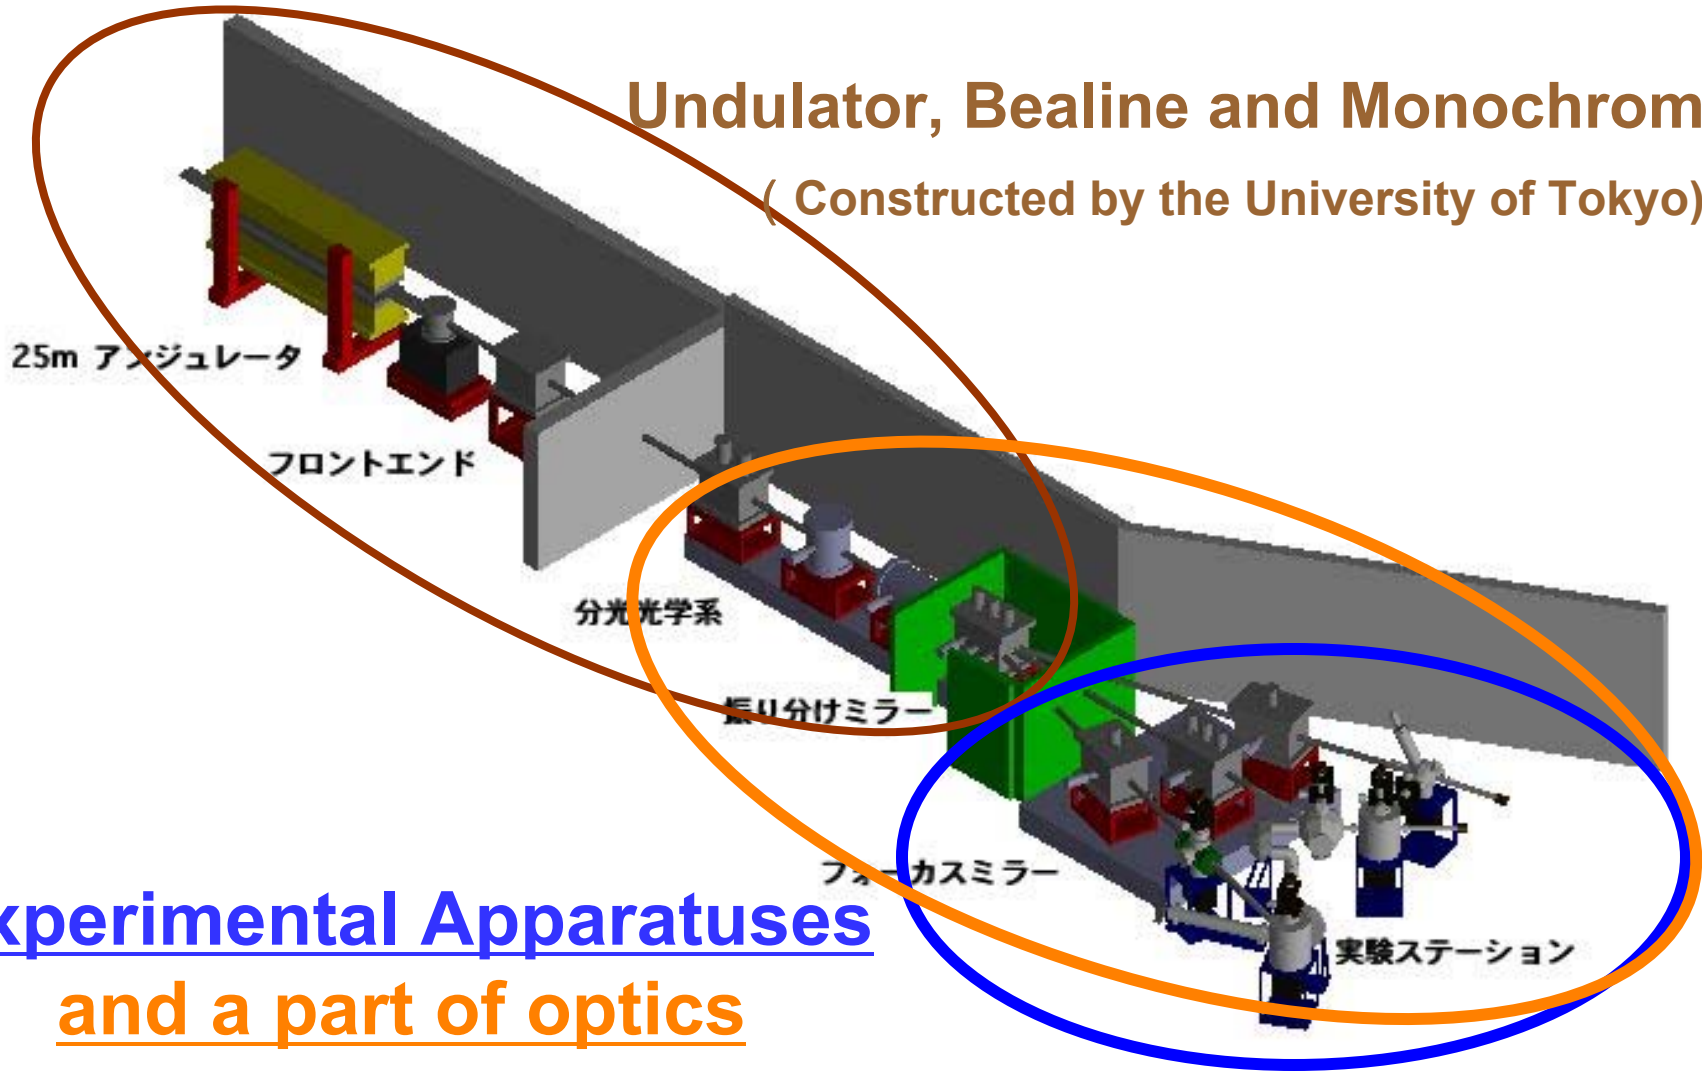 Undulator, Bealine and Monochrom
( Constructed by the University of Tokyo)
25m アンジュレータ
フロントエンド
分光光学系
振り分けミラー
フォーカスミラー
実験ステーション
xperimental Apparatuses
and a part of optics